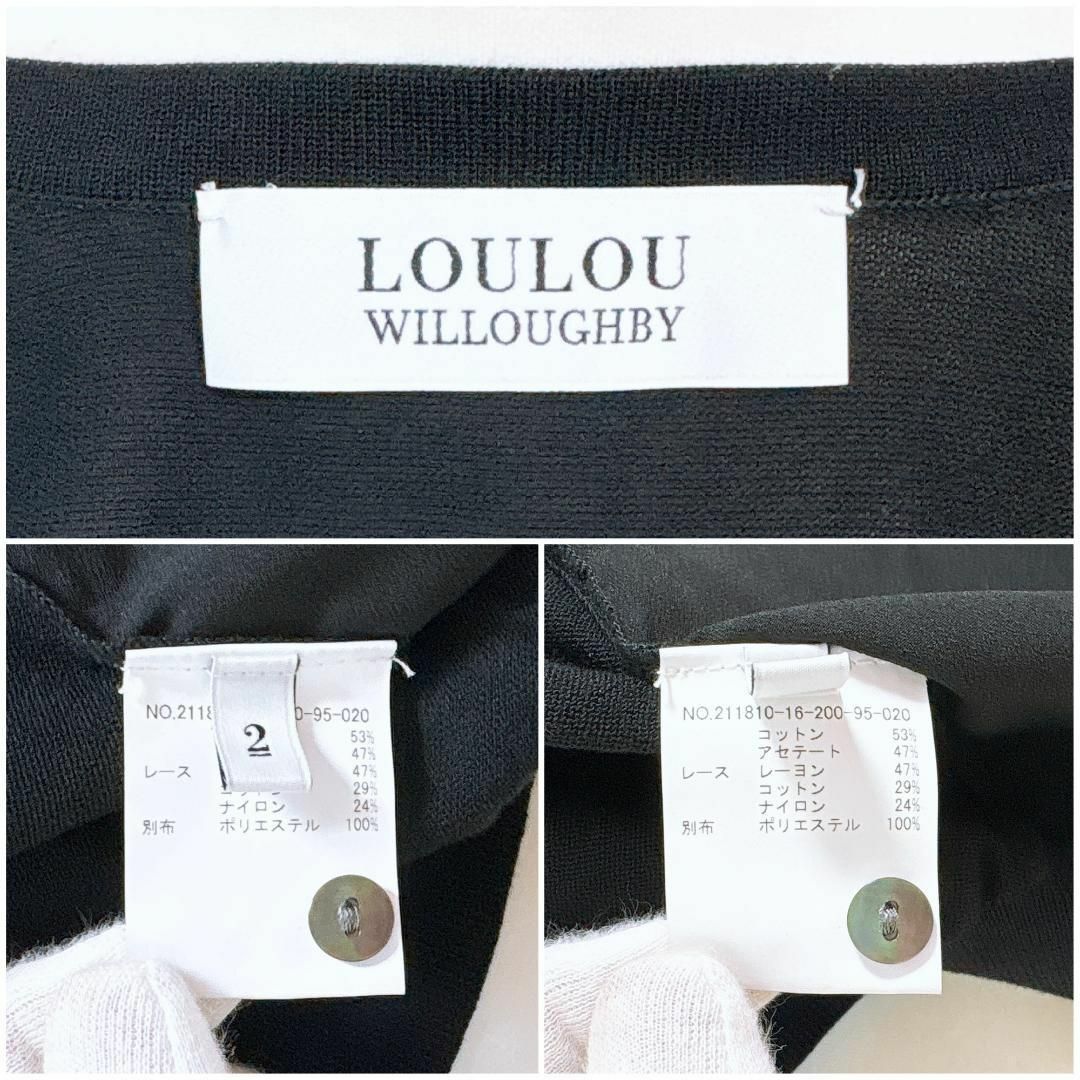 LOULOU
WILLOUGHBY
2
NO.2118 0-95-020
53%
47%
レース 47%
29%
ナイロン 24%
別布 ポリエステル 100%
NO.211810-16-200-95-020
コットン 53%
アセテート 47%
レース レーヨン 47%
コットン 29%
ナイロン 24%
別布 ポリエステル 100%